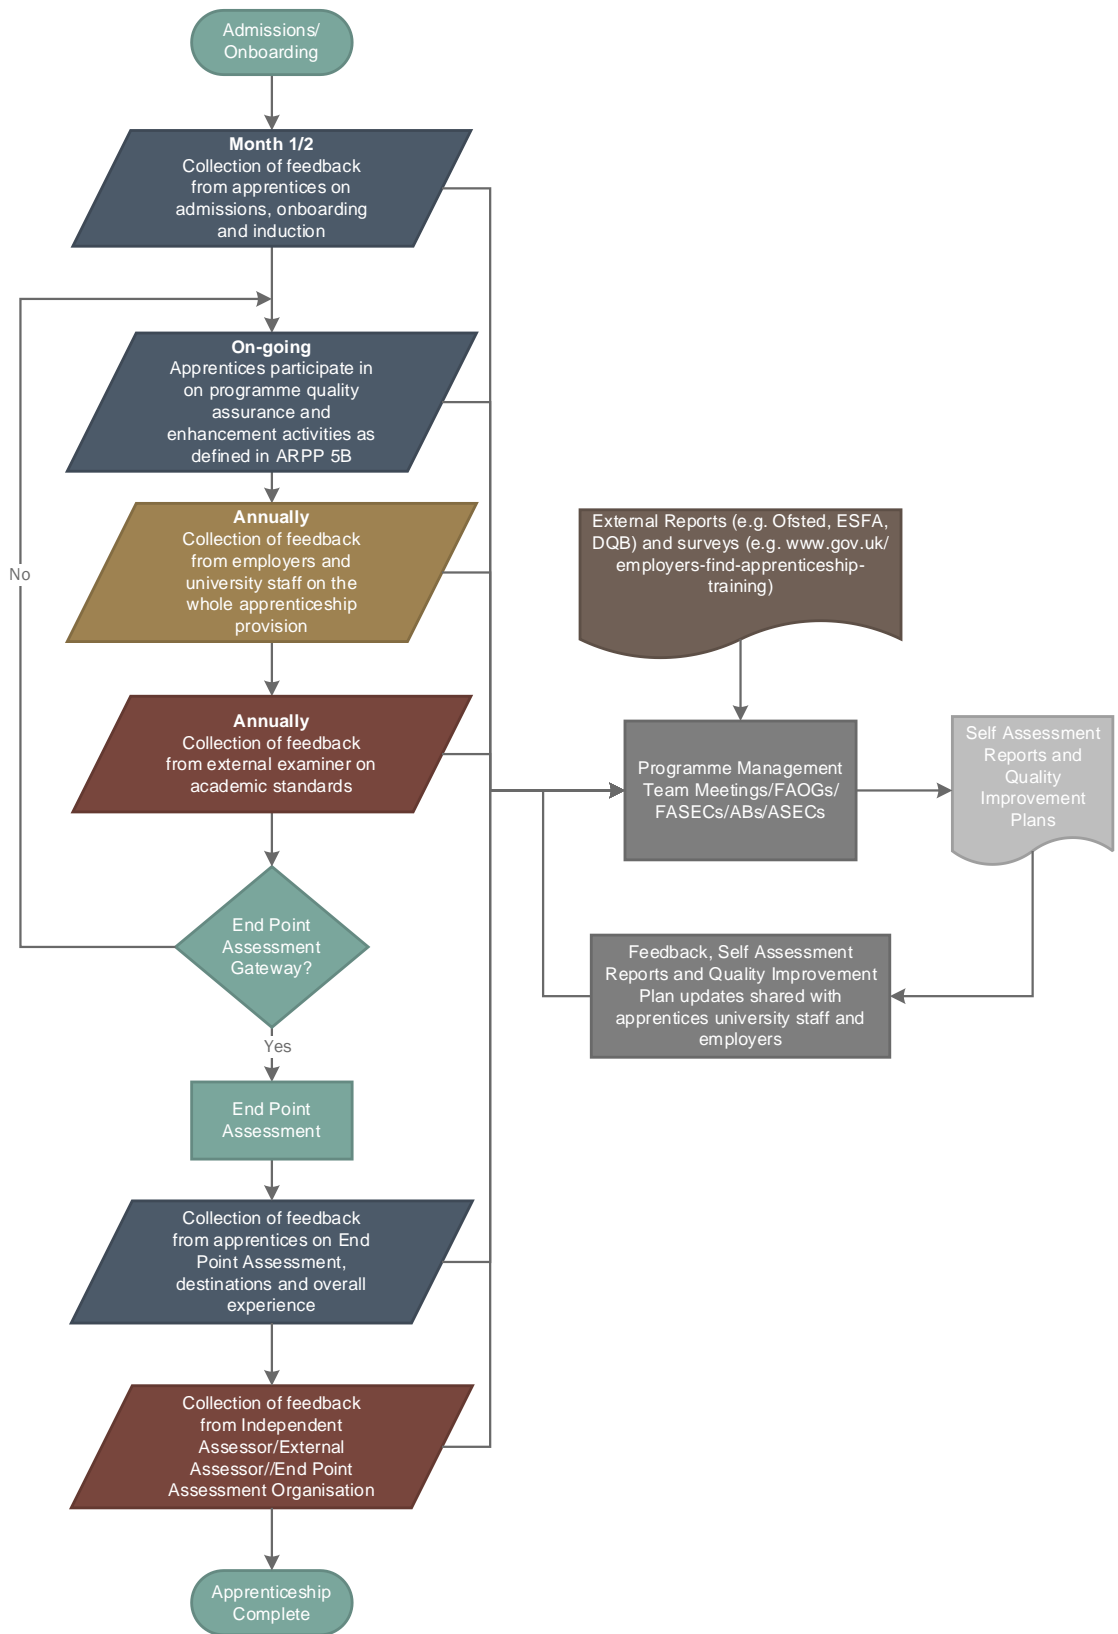 Admissions/
Onboarding
Month 1/2
Collection of feedback
from apprentices on
admissions, onboarding
and induction
On-going
Apprentices participate in
on programme quality
assurance and
enhancement activities as
defined in ARPP 5B
Annually
Collection of feedback
from employers and
university staff on the
whole apprenticeship
provision
No
Annually
Collection of feedback
from external examiner on
academic standards
End Point
Assessment
Gateway?
Yes
End Point
Assessment
Collection of feedback
from apprentices on End
Point Assessment,
destinations and overall
experience
Collection of feedback
from Independent
Assessor/External
Assessor//End Point
Assessment Organisation
Apprenticeship
Complete
External Reports (e.g. Ofsted, ESFA,
DQB) and surveys (e.g. www.gov.uk/
employers-find-apprenticeship-
training)
Programme Management
Team Meetings/FAOGs/
FASECs/ABs/ASECs
Self Assessment
Reports and
Quality
Improvement
Plans
Feedback, Self Assessment
Reports and Quality Improvement
Plan updates shared with
apprentices university staff and
employers